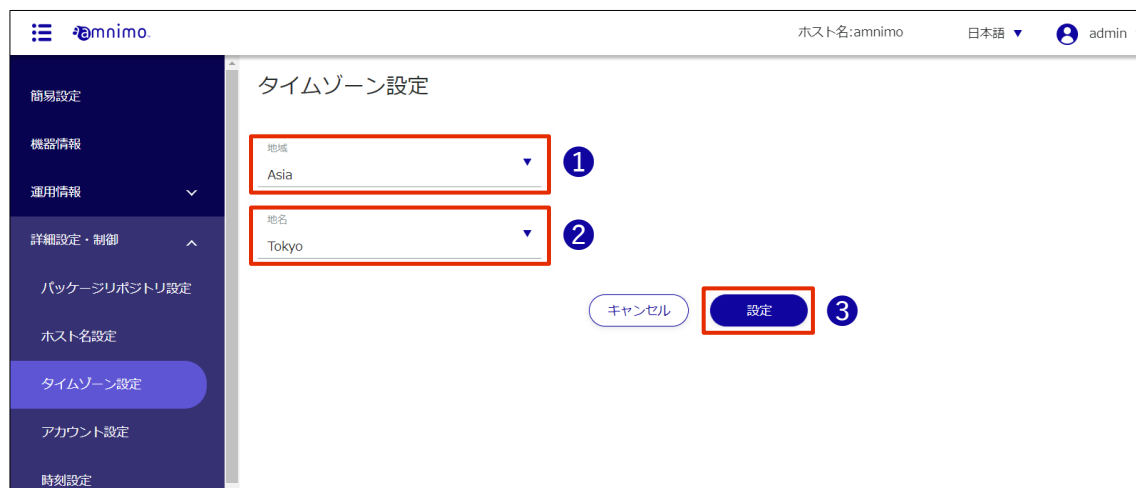 amnimo.
ホスト名:amnimo
日本語 ▼
admin
簡易設定
機器情報
運用情報
詳細設定・制御
パッケージリポジトリ設定
ホスト名設定
タイムゾーン設定
アカウント設定
時刻設定
タイムゾーン設定
地域
Asia
▼
1
地名
Tokyo
▼
2
キャンセル
設定
3